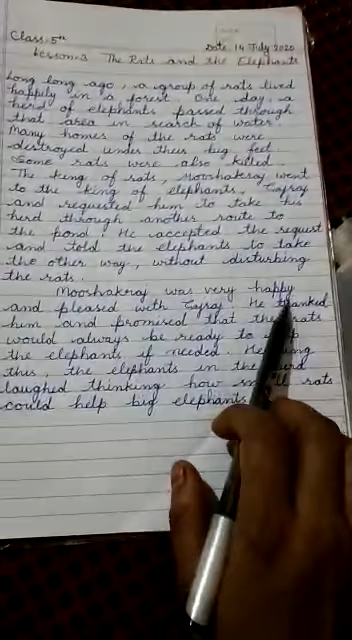 Class: 5th
Date: 14 July 2020
Lesson:3 The Rats and the Elephants
Long long ago, a group of rats lived
happily in a forest. One day, a
herd of elephants passed through
that area in search of water.
Many homes of the rats were
destroyed under their big feet
Some rats were also killed.
The king of rats, Mooshakraj went
to the king of elephants, Gajraj
and requested him to take his
herd through another route to
the pond. He accepted the request
and told the elephants to take
the other way, without disturbing
the rats.
Mooshakraj was very happy
and pleased with Gajraj. He thanked
him and promised that the rats
would always be ready to
the elephants if needed.
this, the elephants in the
laughed thinking how rats
could help big elephants